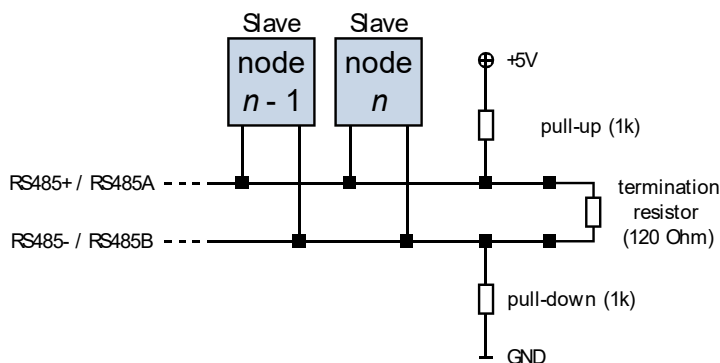 Slave
Slave
node
n - 1
node
n
+5V
pull-up (1k)
RS485+ / RS485A
termination
resistor
(120 Ohm)
RS485- / RS485B
pull-down (1k)
GND